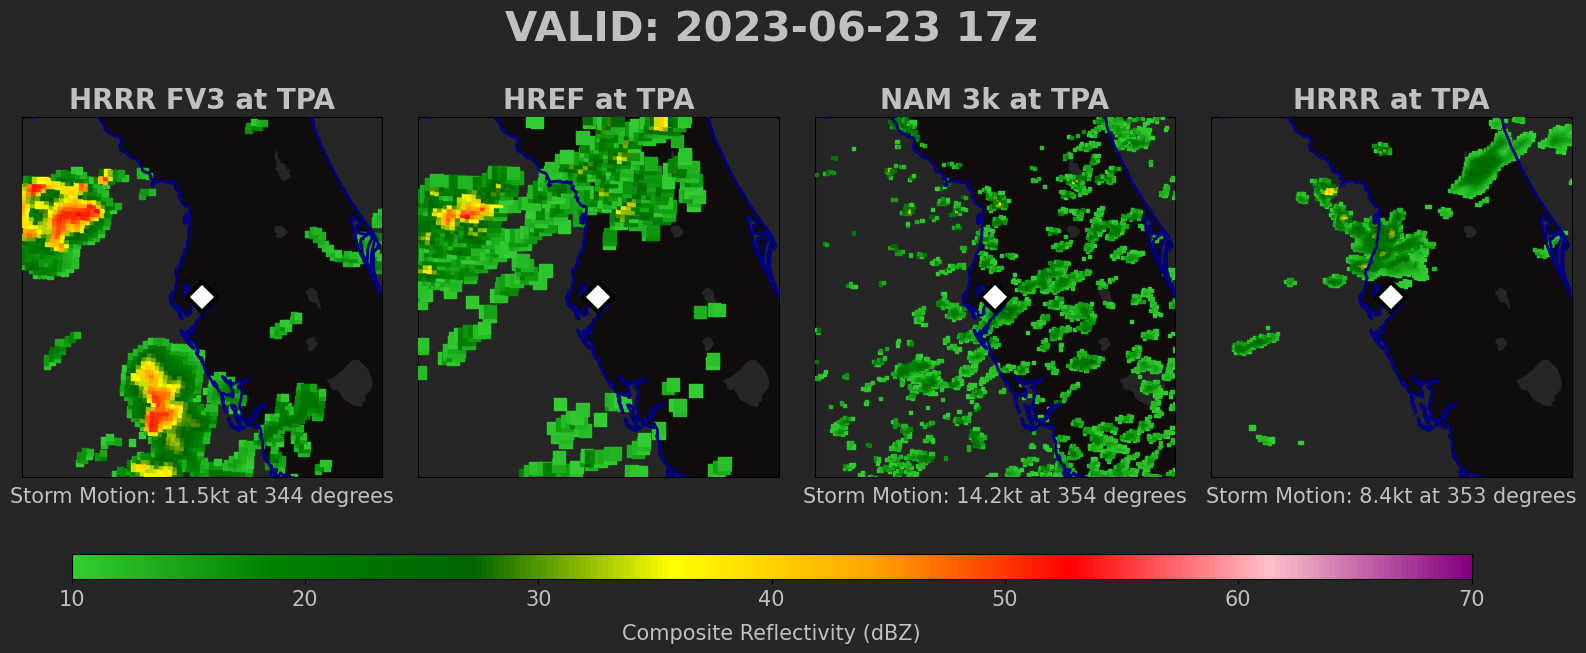 VALID: 2023-06-23 17z
HRRR FV3 at TPA
HREF at TPA
NAM 3k at TPA
HRRR at TPA
Storm Motion: 11.5kt at 344 degrees
Storm Motion: 14.2kt at 354 degrees
Storm Motion: 8.4kt at 353 degrees
10 20 30 40 50 60 70
Composite Reflectivity (dBZ)